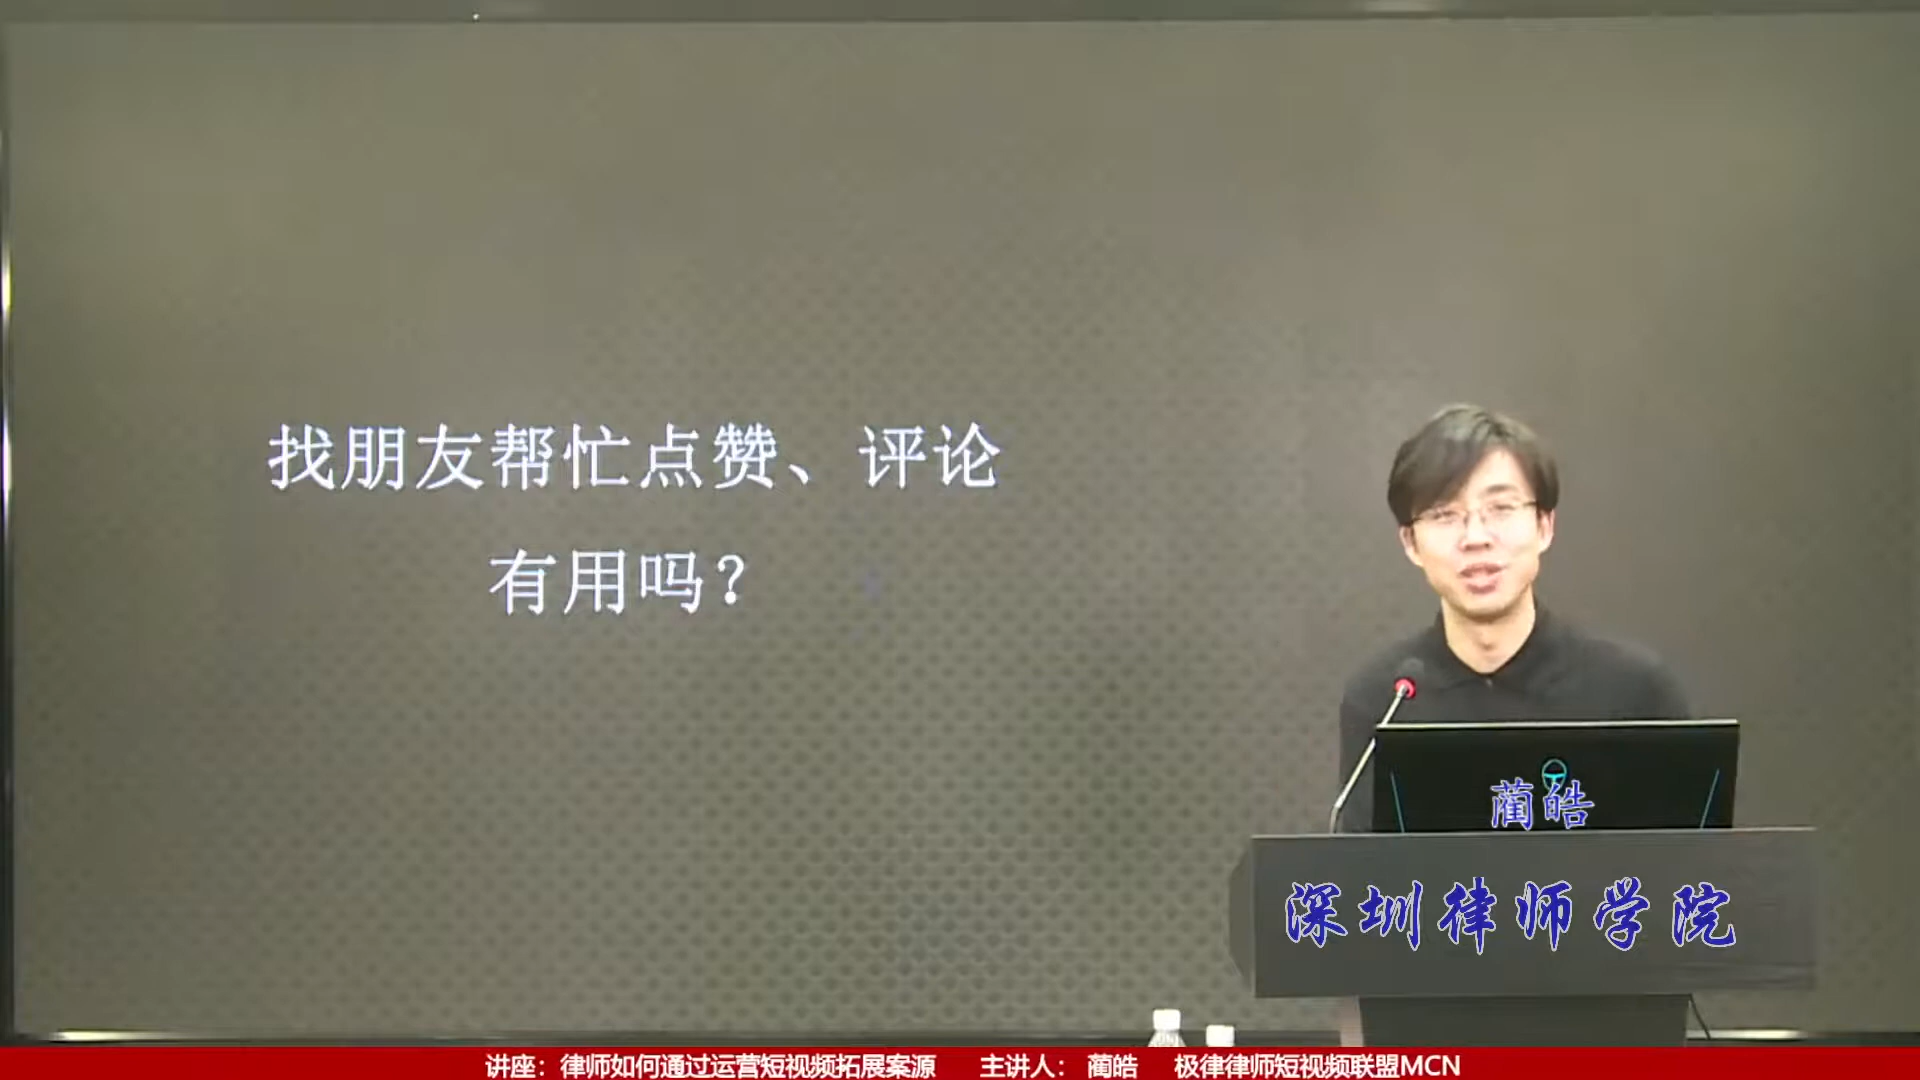 找朋友帮忙点赞、评论
有用吗？
蔺皓
深圳律师学院
讲座：律师如何通过运营短视频拓展案源 主讲人： 蔺皓 极律律师短视频联盟MCN